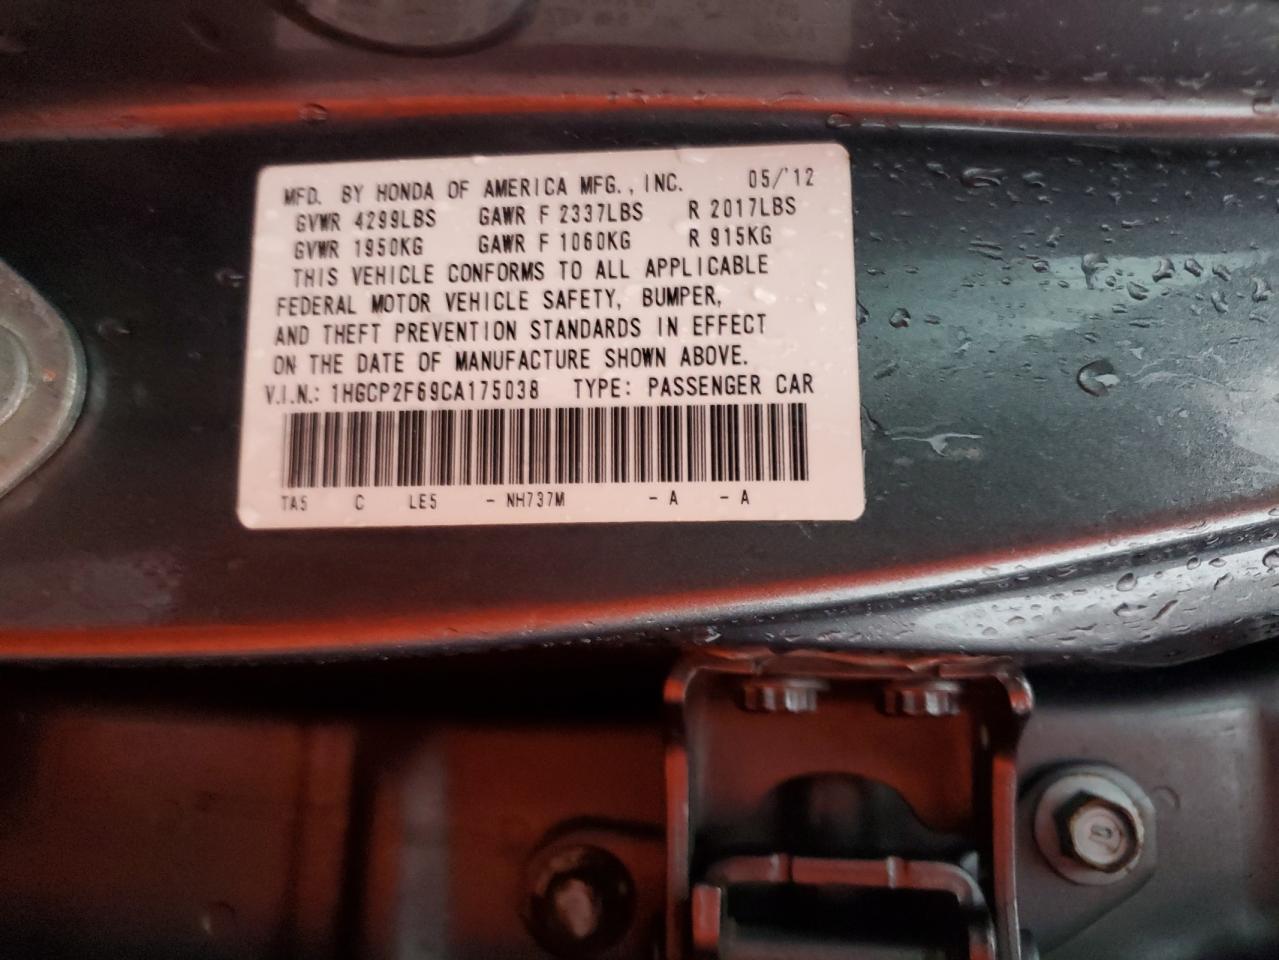 MFD. BY HONDA OF AMERICA MFG., INC. 05/'12
GVWR 4299LBS GAWR F 2337LBS R 2017LBS
GVWR 1950KG GAWR F 1060KG R 915KG
THIS VEHICLE CONFORMS TO ALL APPLICABLE
FEDERAL MOTOR VEHICLE SAFETY, BUMPER,
AND THEFT PREVENTION STANDARDS IN EFFECT
ON THE DATE OF MANUFACTURE SHOWN ABOVE.
V.I.N.: 1HGCP2F69CA175038 TYPE: PASSENGER CAR
TA5 C LE5 - NH737M - A - A